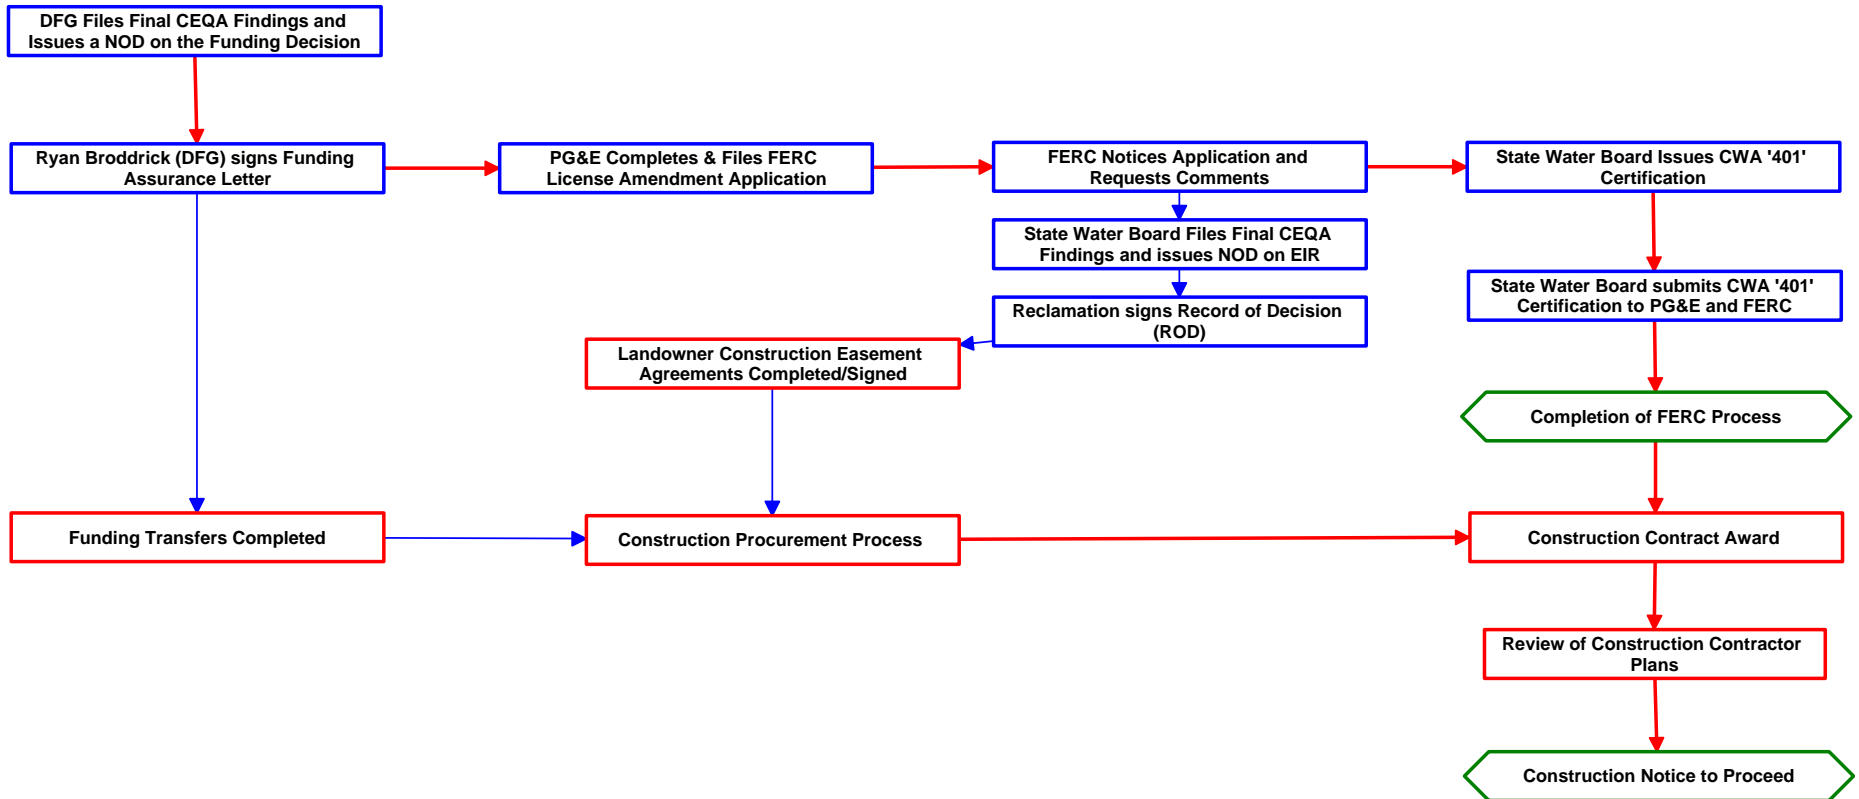 DFG Files Final CEQA Findings and
Issues a NOD on the Funding Decision
Ryan Broddrick (DFG) signs Funding
Assurance Letter
PG&E Completes & Files FERC
License Amendment Application
FERC Notices Application and
Requests Comments
State Water Board Issues CWA '401'
Certification
State Water Board Files Final CEQA
Findings and issues NOD on EIR
State Water Board submits CWA '401'
Certification to PG&E and FERC
Reclamation signs Record of Decision
(ROD)
Landowner Construction Easement
Agreements Completed/Signed
Completion of FERC Process
Funding Transfers Completed
Construction Procurement Process
Construction Contract Award
Review of Construction Contractor
Plans
Construction Notice to Proceed